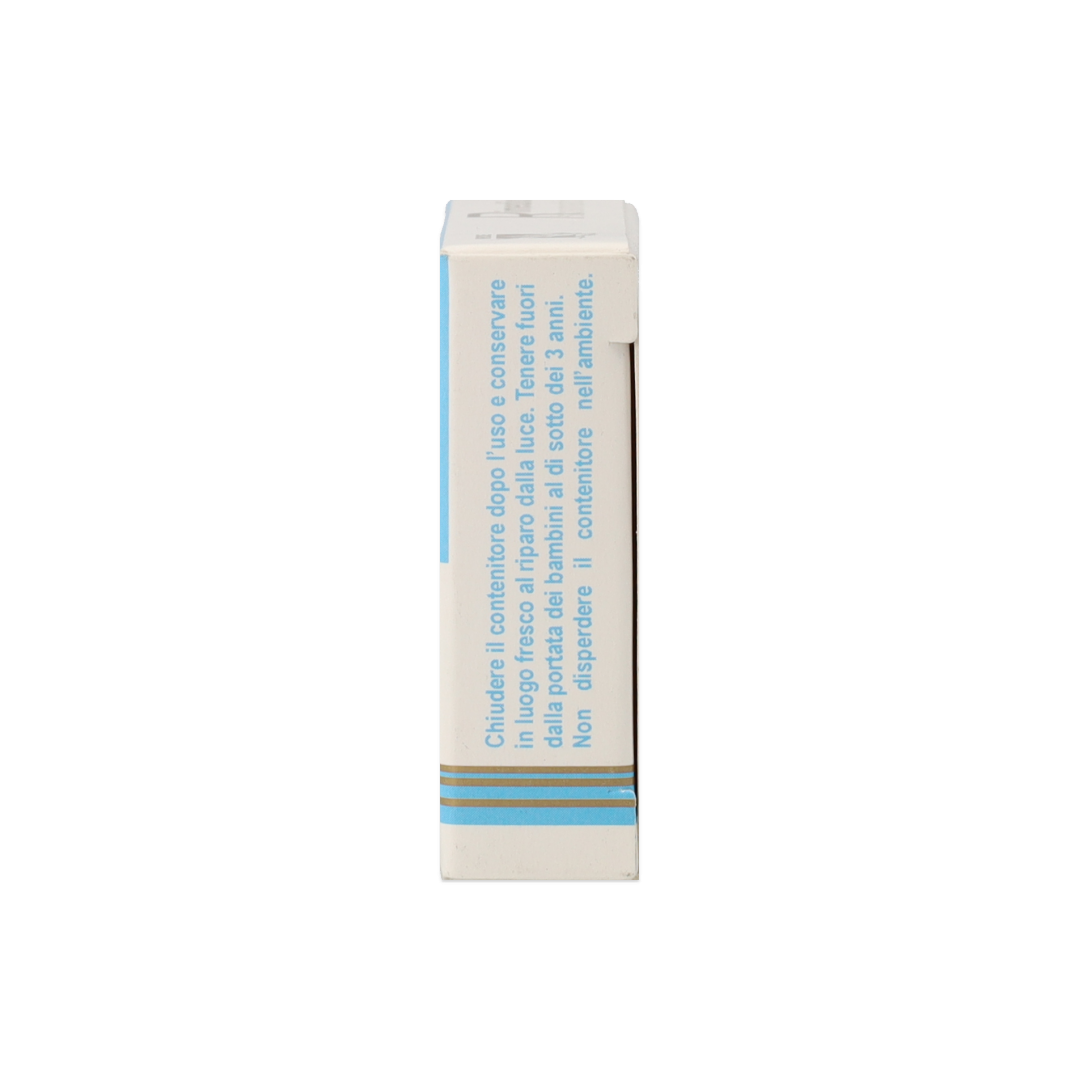 Chiudere il contenitore dopo l'uso e conservare
in luogo fresco al riparo dalla luce. Tenere fuori
dalla portata dei bambini al di sotto dei 3 anni.
Non disperdere il contenitore nell'ambiente.